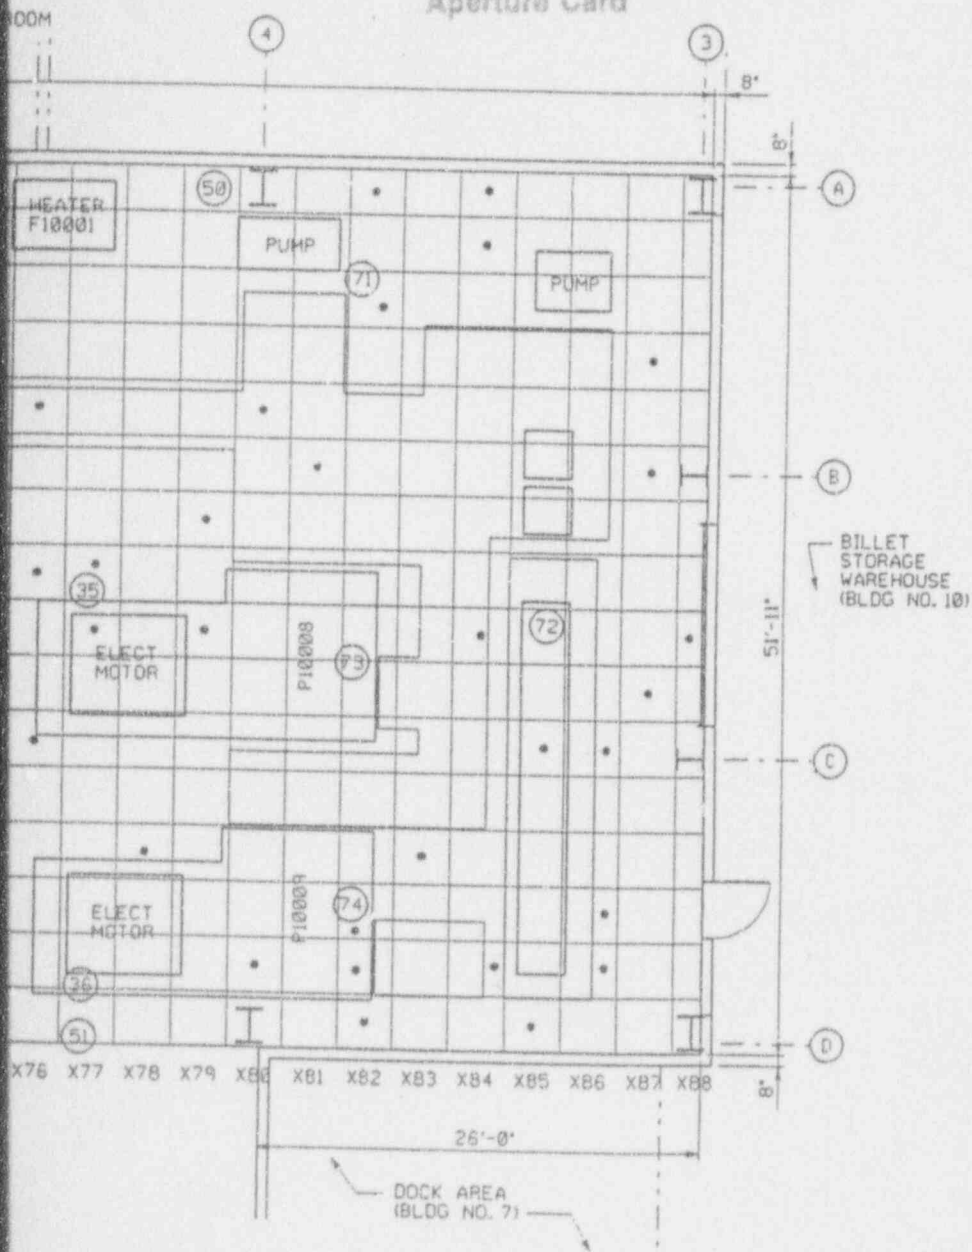 Aperture Card
OOM
4
3
8"
8"
HEATER
F10001
50
A
PUMP
71
PUMP
B
BILLET
STORAGE
WAREHOUSE
(BLDG NO. 10)
35
72
51'-11"
ELECT
MOTOR
P10008
73
C
ELECT
MOTOR
P10009
74
36
51
D
X76 X77 X78 X79 X80 X81 X82 X83 X84 X85 X86 X87 X88
8"
26'-0"
DOCK AREA
(BLDG NO. 7)